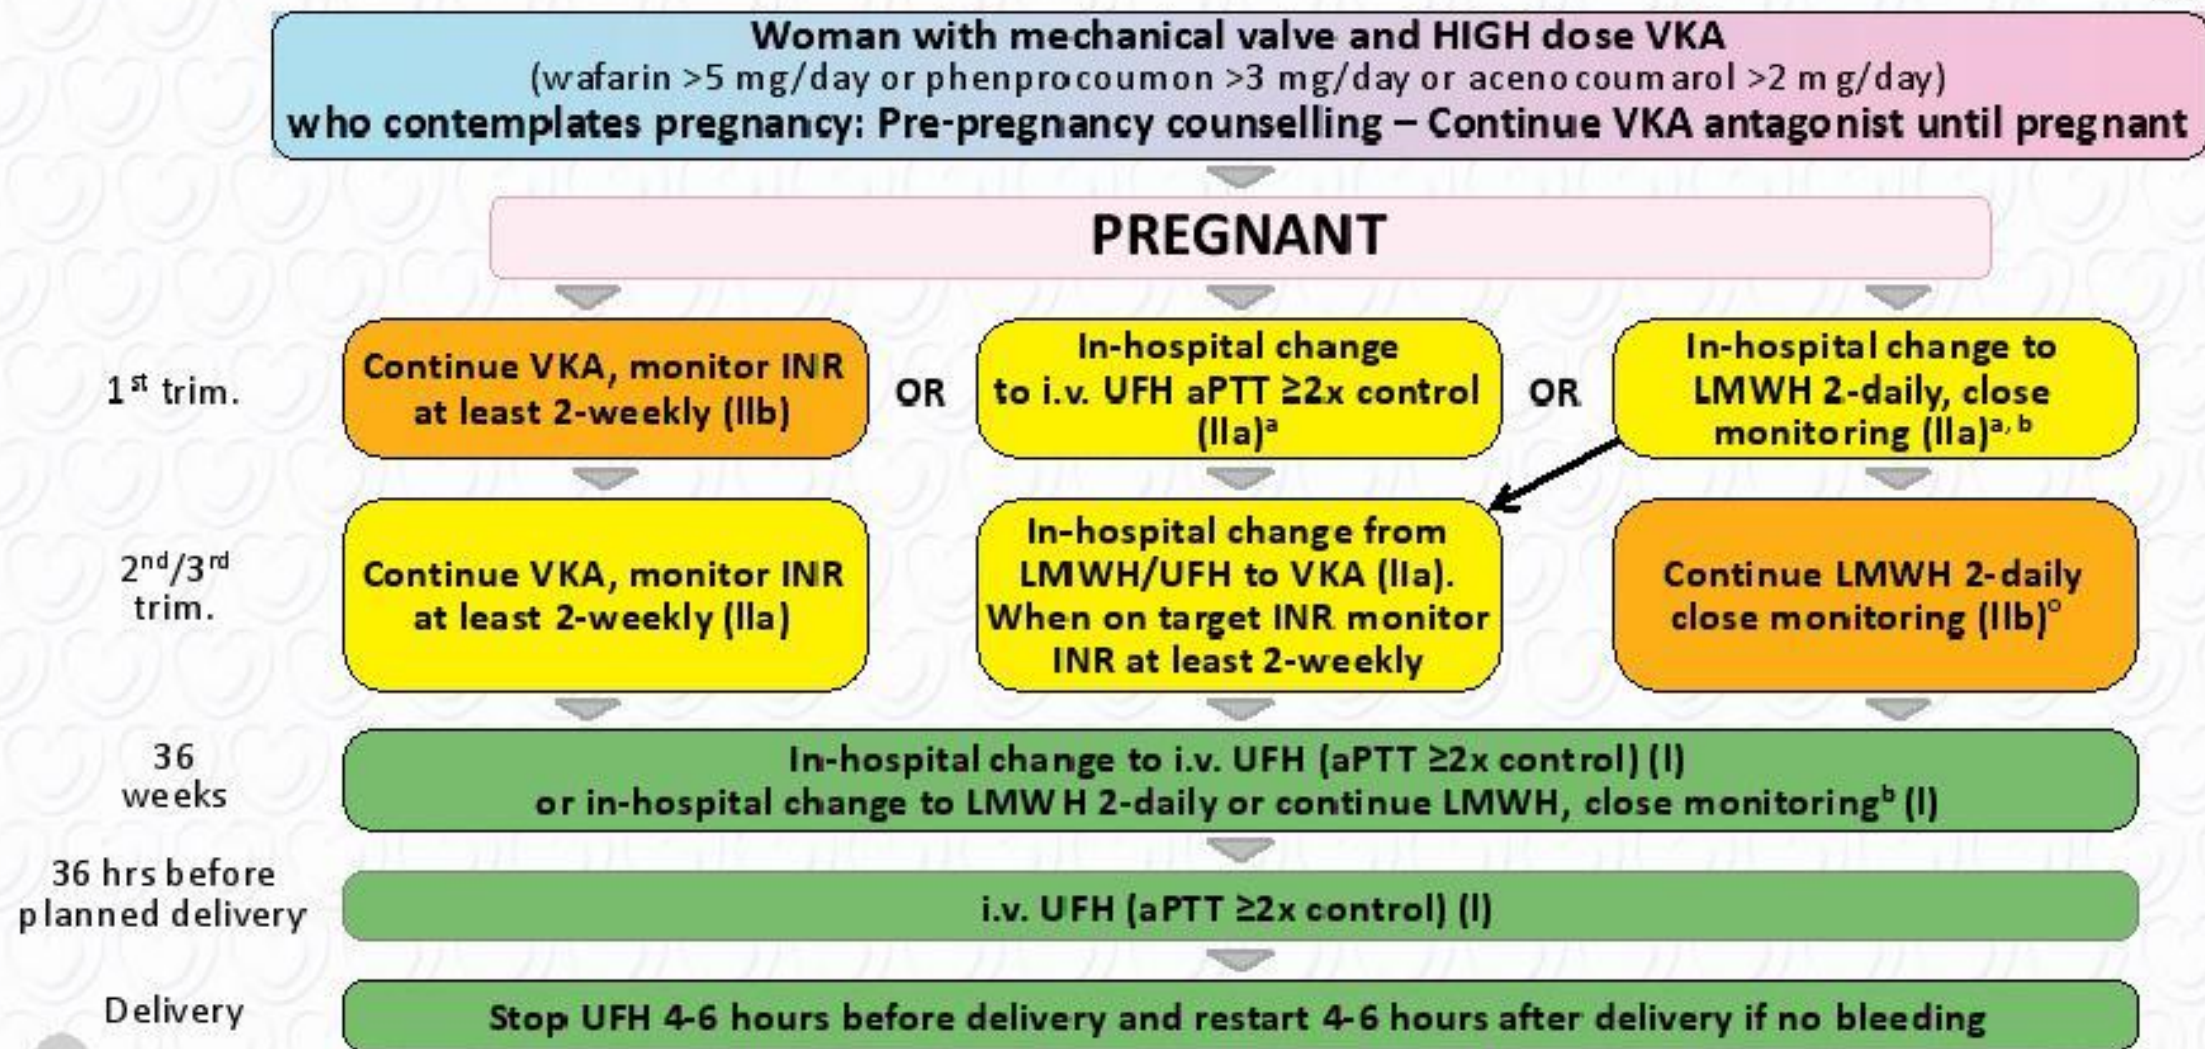 Woman with mechanical valve and HIGH dose VKA
(wafarin >5 mg/day or phenprocoumon >3 mg/day or acenocoumarol >2 mg/day)
who contemplates pregnancy: Pre-pregnancy counselling – Continue VKA antagonist until pregnant
PREGNANT
1st trim.
Continue VKA, monitor INR
at least 2-weekly (IIb)
OR
In-hospital change
to i.v. UFH aPTT ≥2x control
(IIa)a
OR
In-hospital change to
LMWH 2-daily, close
monitoring (IIa)a, b
2nd/3rd
trim.
Continue VKA, monitor INR
at least 2-weekly (IIa)
In-hospital change from
LMWH/UFH to VKA (IIa).
When on target INR monitor
INR at least 2-weekly
Continue LMWH 2-daily
close monitoring (IIb)c
36
weeks
In-hospital change to i.v. UFH (aPTT ≥2x control) (I)
or in-hospital change to LMWH 2-daily or continue LMWH, close monitoringb (I)
36 hrs before
planned delivery
i.v. UFH (aPTT ≥2x control) (I)
Delivery
Stop UFH 4-6 hours before delivery and restart 4-6 hours after delivery if no bleeding